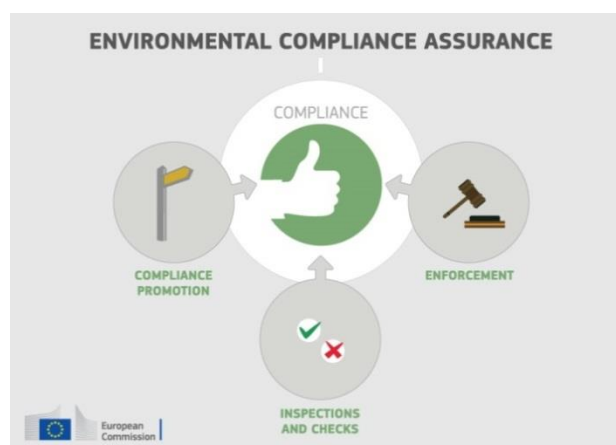 ENVIRONMENTAL COMPLIANCE ASSURANCE
COMPLIANCE
COMPLIANCE
PROMOTION
ENFORCEMENT
INSPECTIONS
AND CHECKS
European
Commission